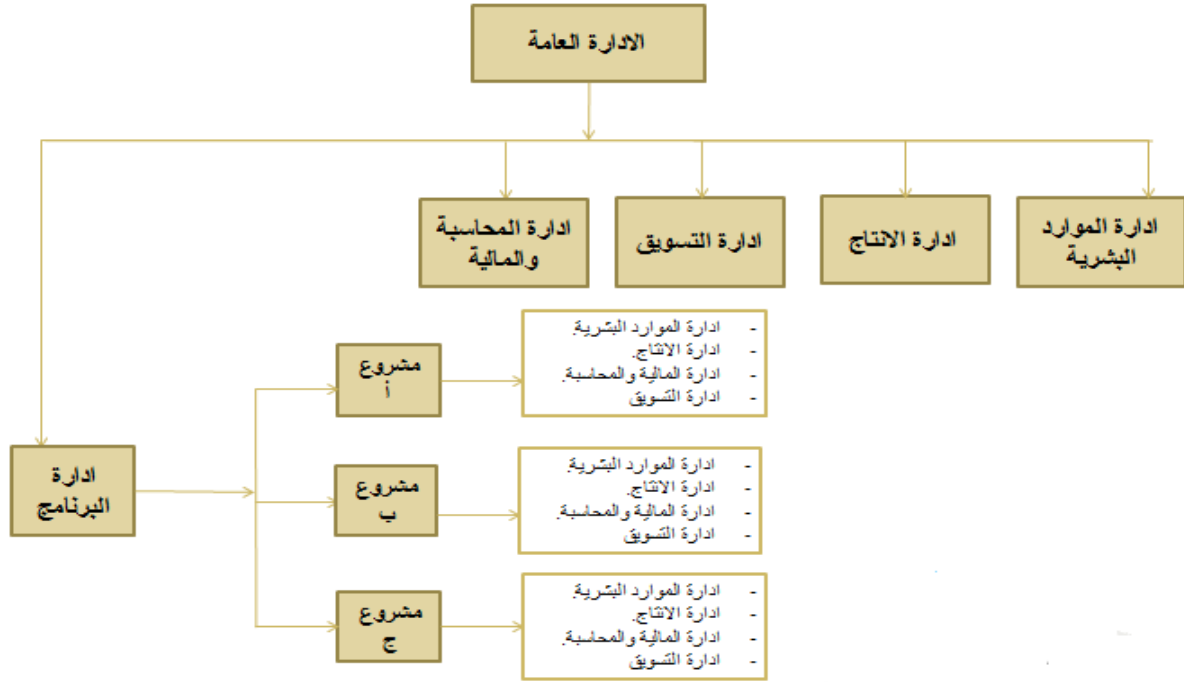 الادارة العامة
ادارة الموارد
البشرية
ادارة الانتاج
ادارة التسويق
ادارة المحاسبة
والمالية
ادارة
البرنامج
مشروع
أ
- ادارة الموارد البشرية.
- ادارة الانتاج.
- ادارة المالية والمحاسبة.
- ادارة التسويق
مشروع
ب
- ادارة الموارد البشرية.
- ادارة الانتاج.
- ادارة المالية والمحاسبة.
- ادارة التسويق
مشروع
ج
- ادارة الموارد البشرية.
- ادارة الانتاج.
- ادارة المالية والمحاسبة.
- ادارة التسويق